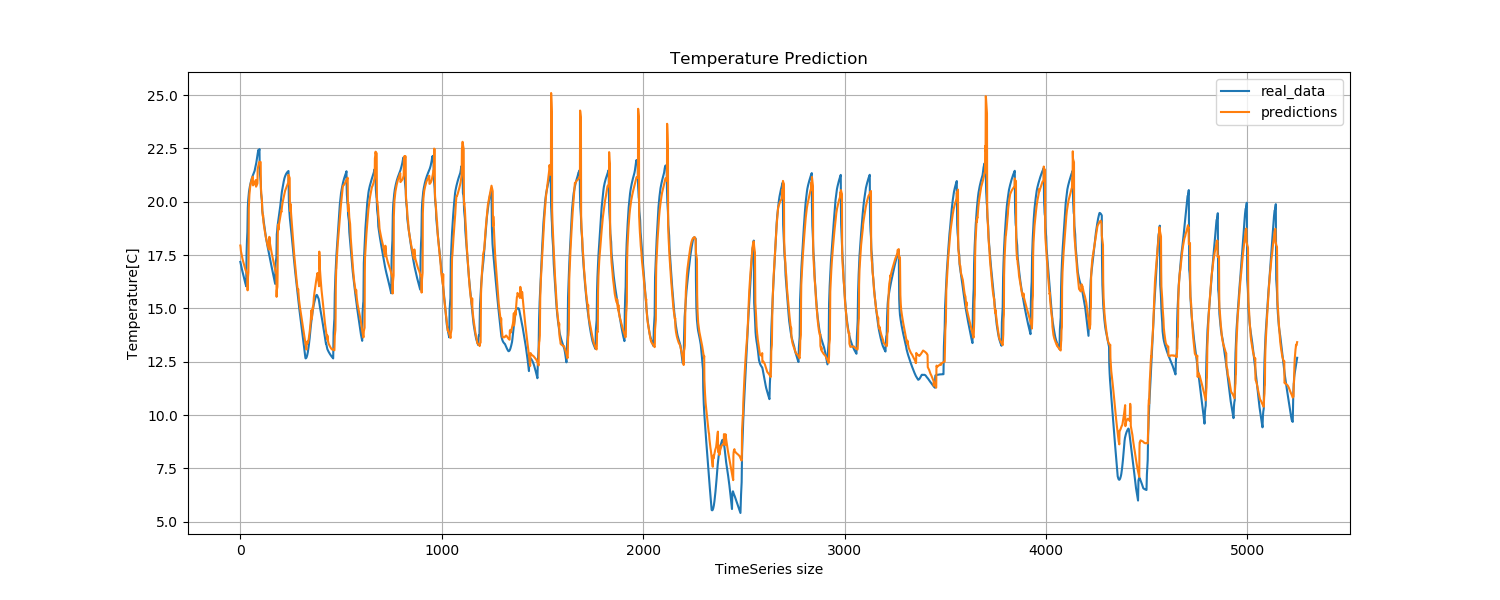 Temperature Prediction
real_data
predictions
Temperature[C]
25.0
22.5
20.0
17.5
15.0
12.5
10.0
7.5
5.0
0 1000 2000 3000 4000 5000
TimeSeries size